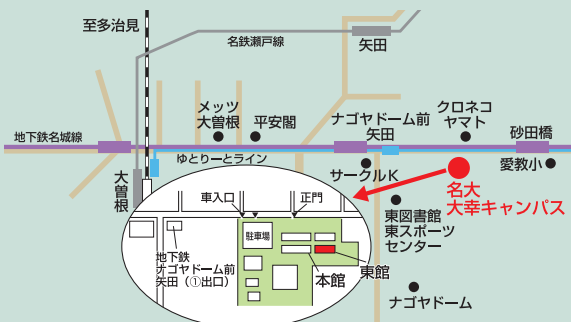 至多治見
名鉄瀬戸線
矢田
メッツ
大曽根
平安閣
ナゴヤドーム前
矢田
クロネコ
ヤマト
砂田橋
地下鉄名城線
ゆとりーとライン
サークルK
愛教小
大曽根
名大
大幸キャンパス
東図書館
東スポーツ
センター
ナゴヤドーム
車入口
正門
駐車場
地下鉄
ナゴヤドーム前
矢田（①出口）
本館
東館